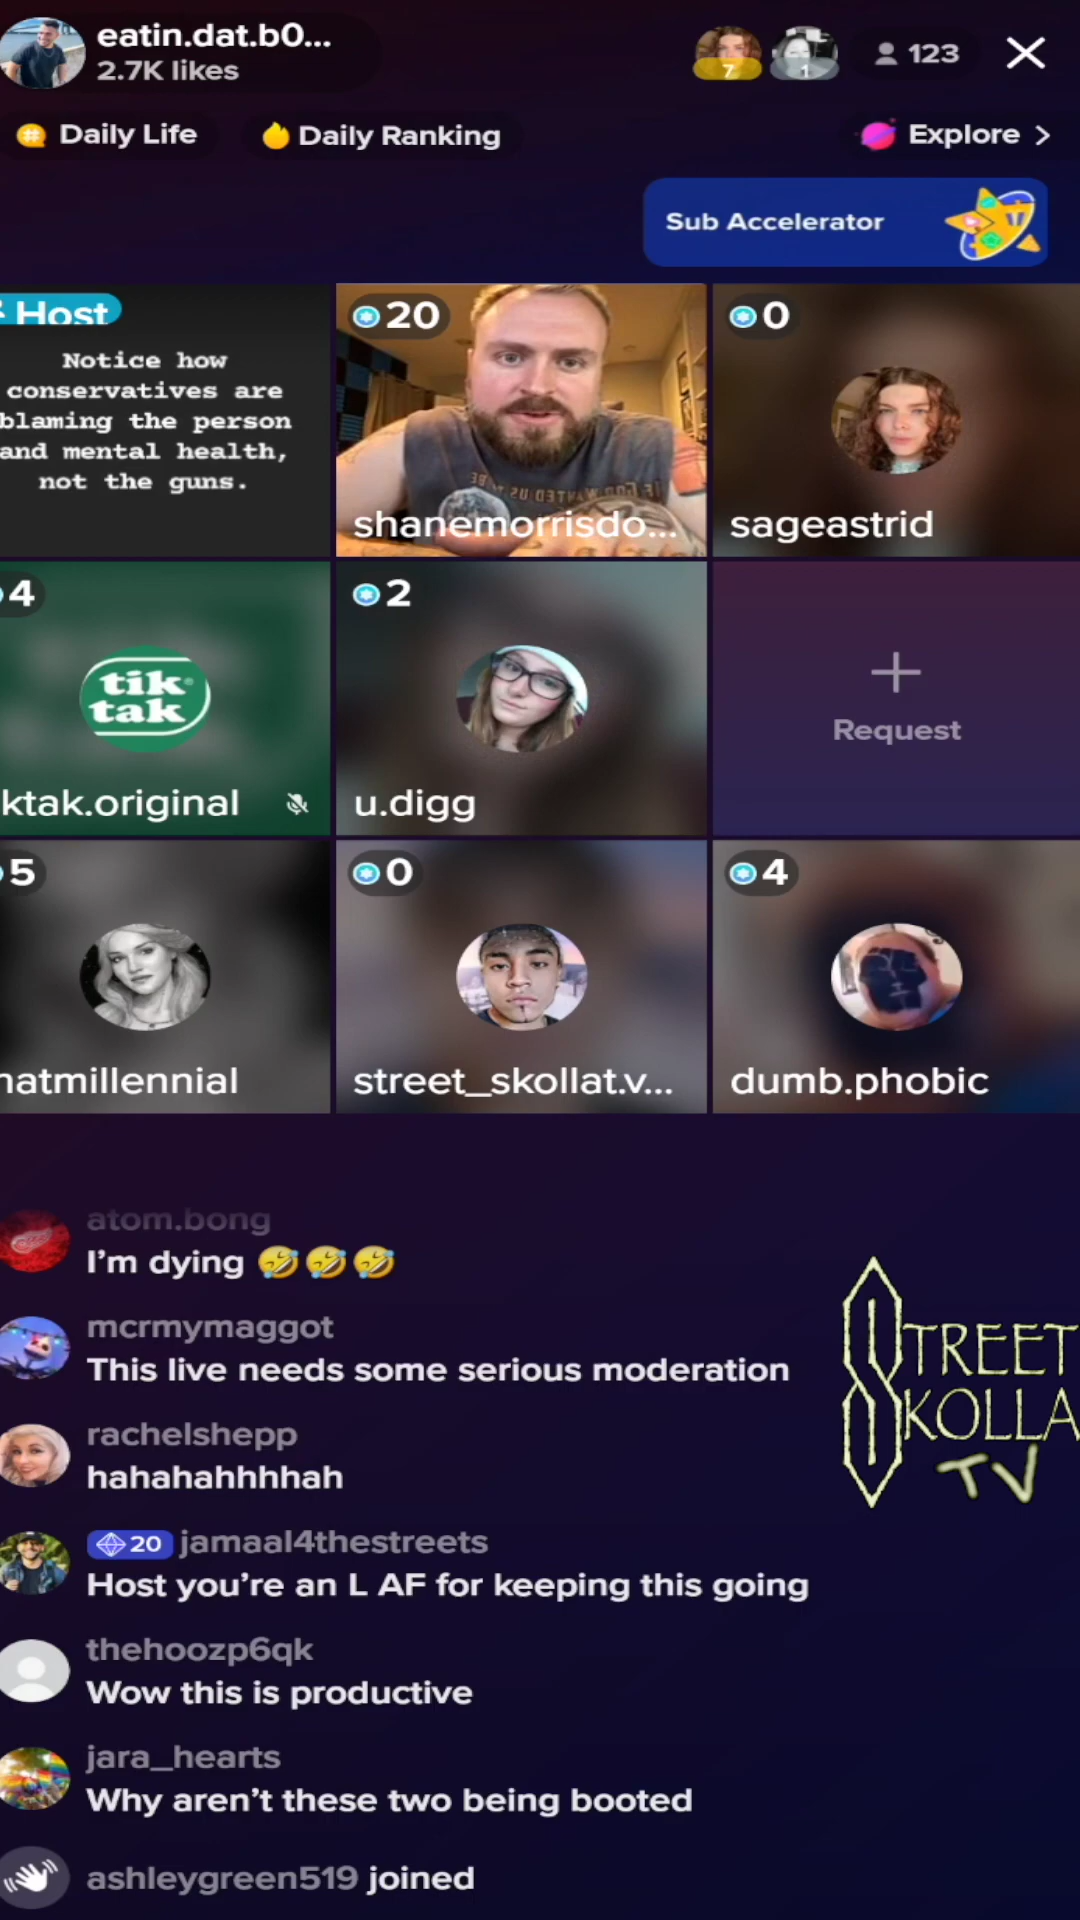 eatin.dat.b0...
2.7K likes
7
1
123
Daily Life
Daily Ranking
Explore >
Sub Accelerator
Host
Notice how
conservatives are
blaming the person
and mental health,
not the guns.
20
shanemorrisdo...
0
sageastrid
4
tik
tak
ktak.original
2
u.digg
+
Request
5
hatmillennial
0
street_skollat.v...
4
dumb.phobic
atom.bong
I'm dying 🤣🤣🤣
mcrmymaggot
This live needs some serious moderation
rachelshepp
hahahahhhhah
20 jamaal4thestreets
Host you're an L AF for keeping this going
thehoozp6qk
Wow this is productive
jara_hearts
Why aren't these two being booted
ashleygreen519 joined
STREET
SKOLLA
TV